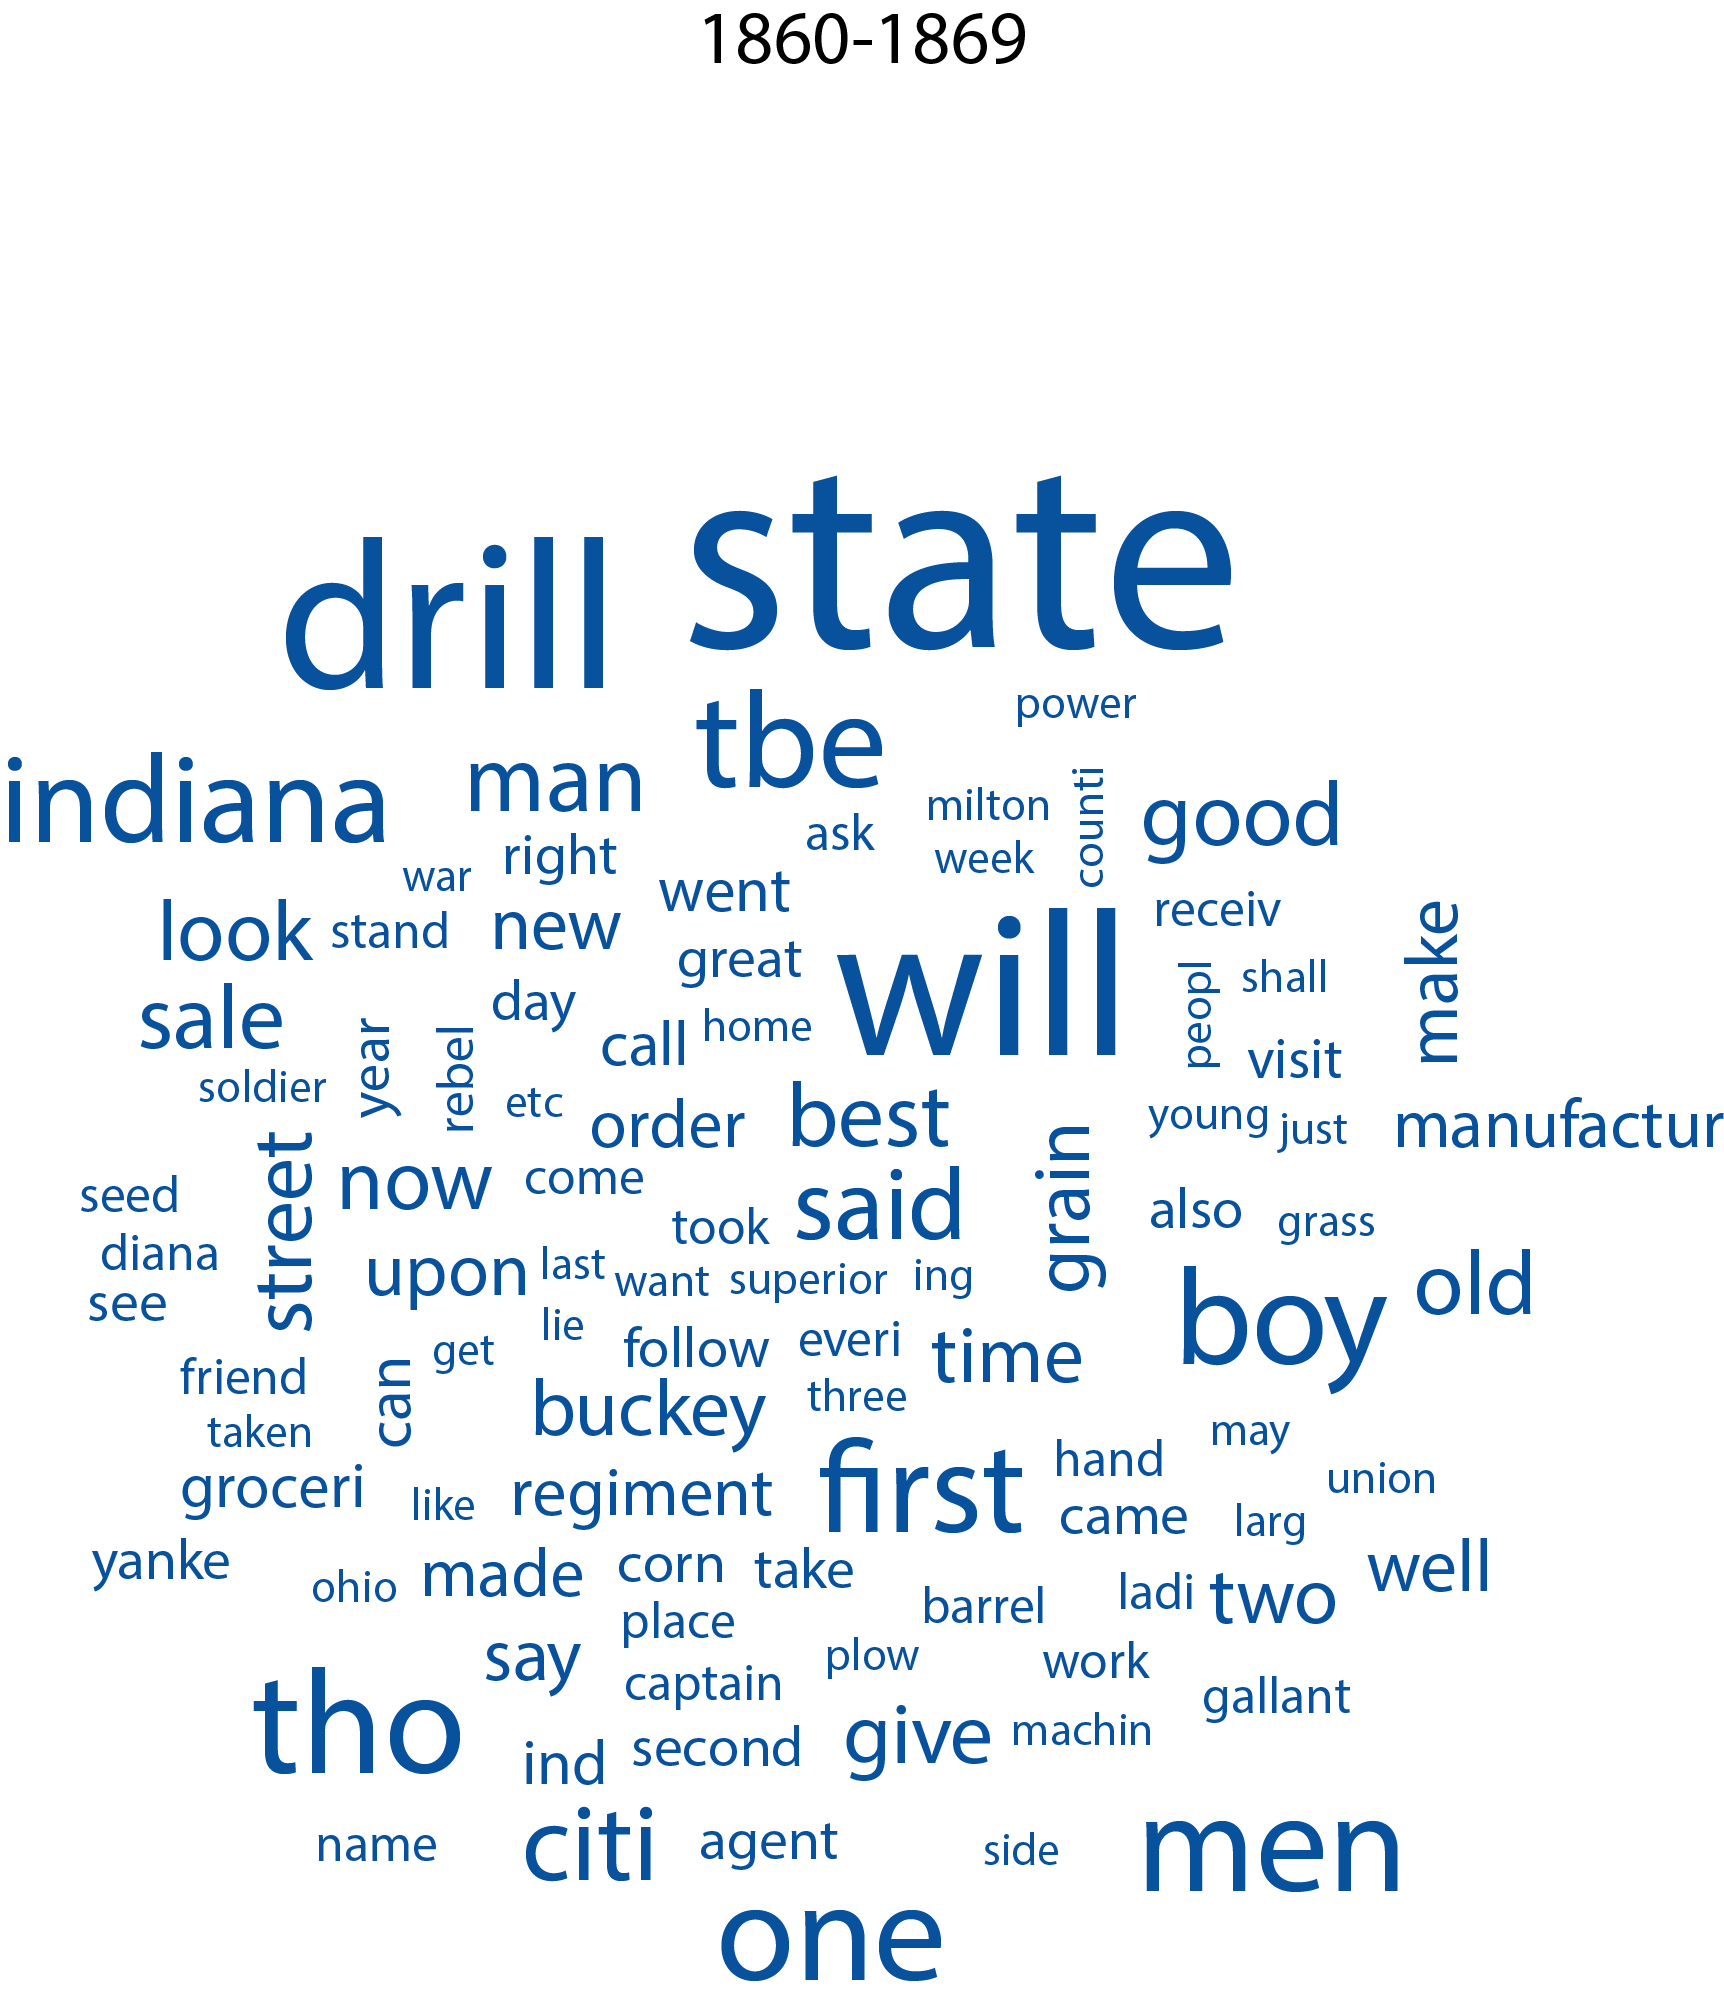 1860-1869
state
drill
tbe
power
indiana
man
milton
counti
good
ask
right
week
war
went
receiv
look
stand
new
great
will
peopl
shall
make
sale
day
home
year
rebel
call
visit
soldier
etc
order
best
young
just
manufactur
street
now
come
said
grain
seed
also
grass
took
diana
upon
last
want
superior
ing
boy
old
see
lie
get
follow
everi
time
friend
can
buckey
three
taken
first
hand
may
groceri
like
regiment
came
larg
union
yanke
ohio
made
corn
take
barrel
ladi
two
well
place
say
plow
work
captain
gallant
tho
give
machin
ind
second
name
citi
agent
side
men
one